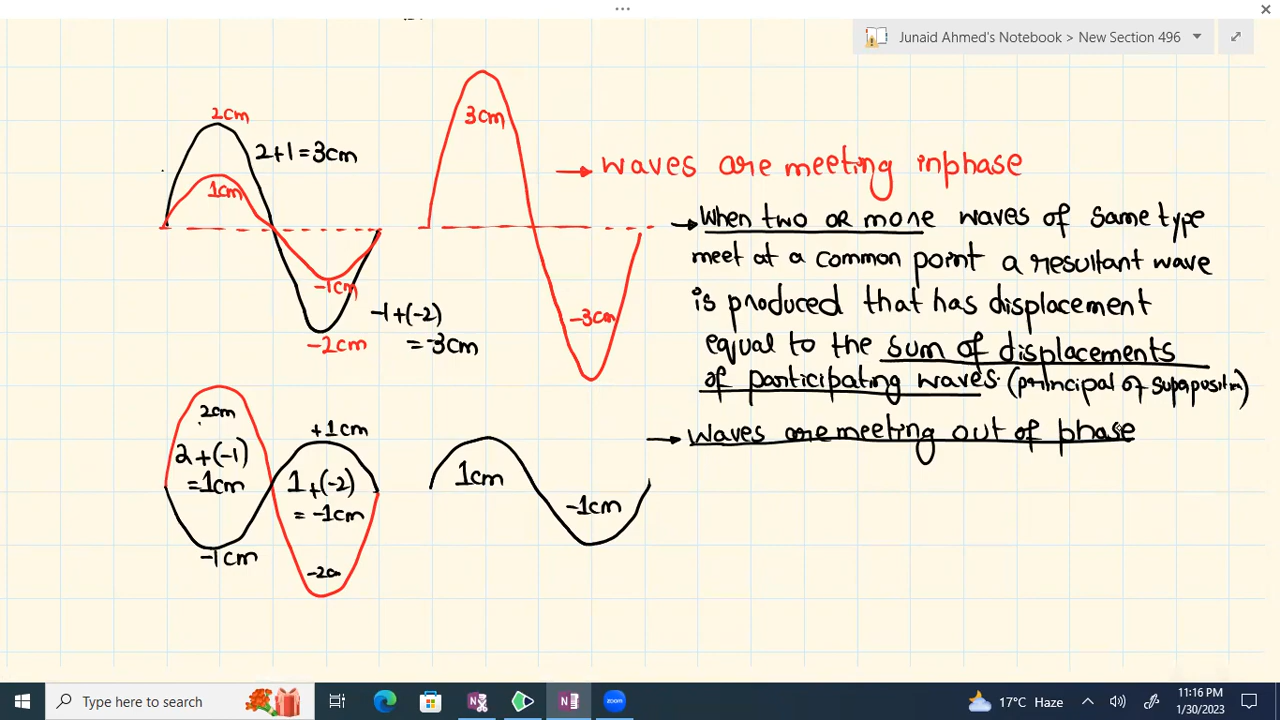 Junaid Ahmed's Notebook > New Section 496
2cm
2+1=3cm
1cm
-1cm
-1+(-2)
= -3cm
-2cm
3cm
-3cm
→ waves are meeting inphase
→ When two or more waves of same type
meet at a common point a resultant wave
is produced that has displacement
equal to the sum of displacements
of participating waves. (principal of supaposition)
→ waves are meeting out of phase
2cm
2+(-1)
=1cm
-1cm
+1cm
1+(-2)
= -1cm
-2cm
1cm
-1cm
Type here to search
17°C Haze
11:16 PM
1/30/2023
zoom